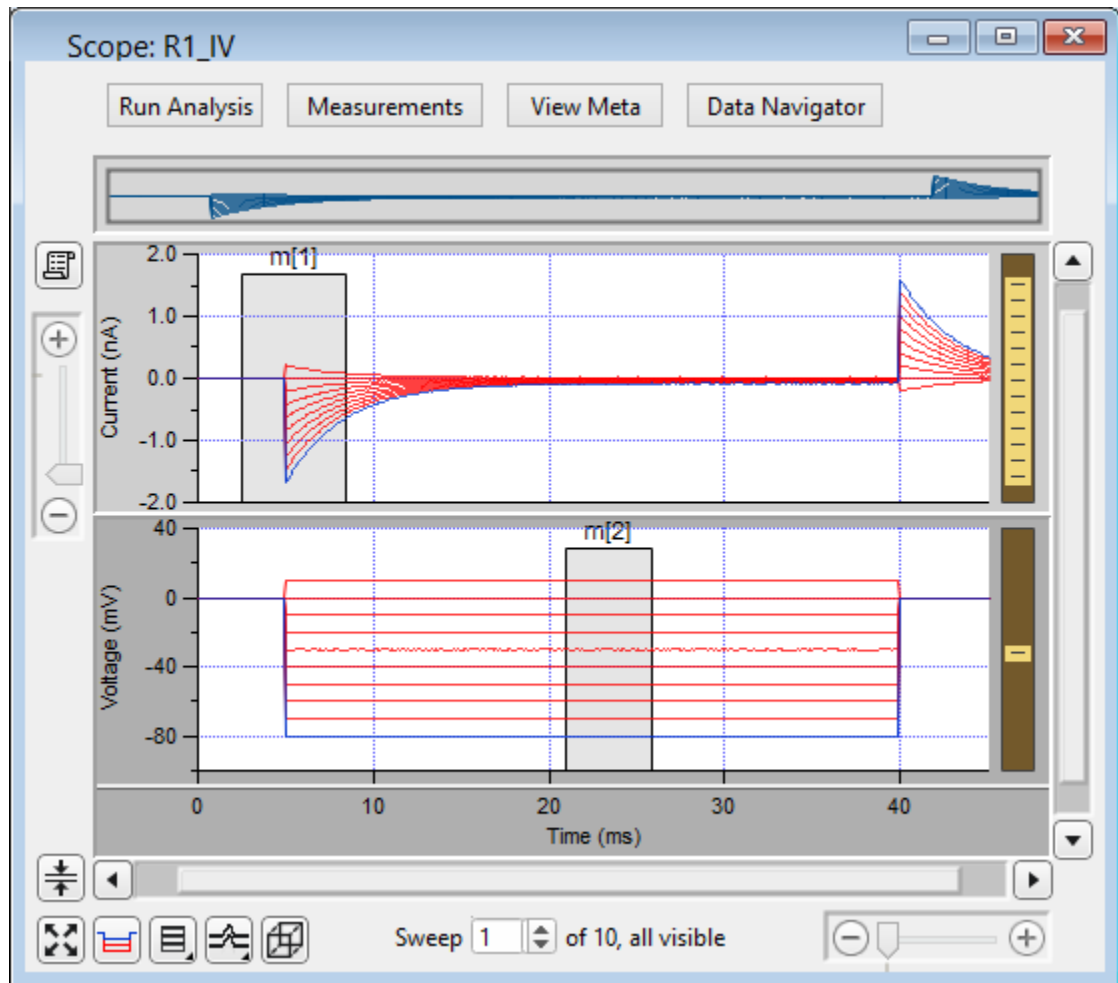 Scope: R1_IV
Run Analysis Measurements View Meta Data Navigator
m[1]
2.0
1.0
0.0
-1.0
-2.0
Current (nA)
m[2]
40
0
-40
-80
Voltage (mV)
0 10 20 30 40
Time (ms)
Sweep 1 of 10, all visible